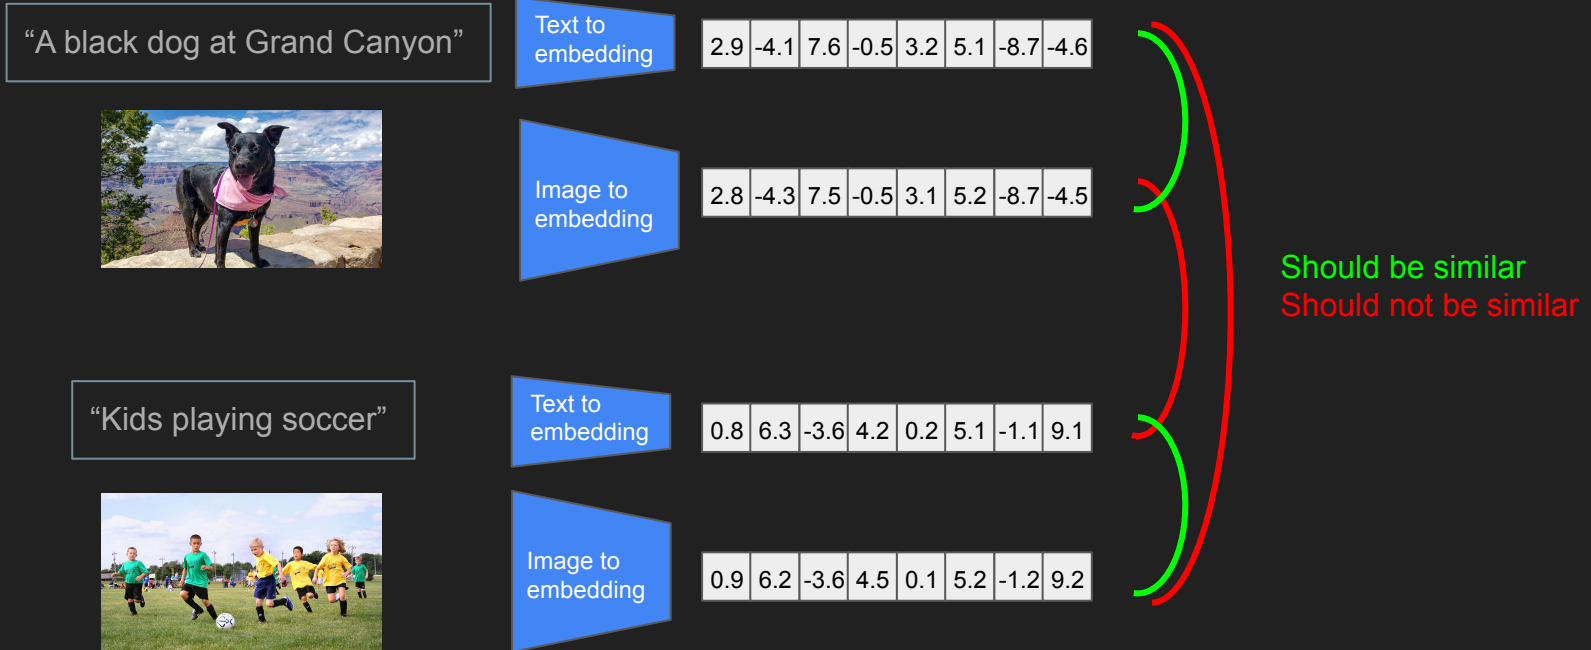 “A black dog at Grand Canyon”
Text to
embedding
2.9 -4.1 7.6 -0.5 3.2 5.1 -8.7 -4.6
Image to
embedding
2.8 -4.3 7.5 -0.5 3.1 5.2 -8.7 -4.5
Should be similar
Should not be similar
“Kids playing soccer”
Text to
embedding
0.8 6.3 -3.6 4.2 0.2 5.1 -1.1 9.1
Image to
embedding
0.9 6.2 -3.6 4.5 0.1 5.2 -1.2 9.2